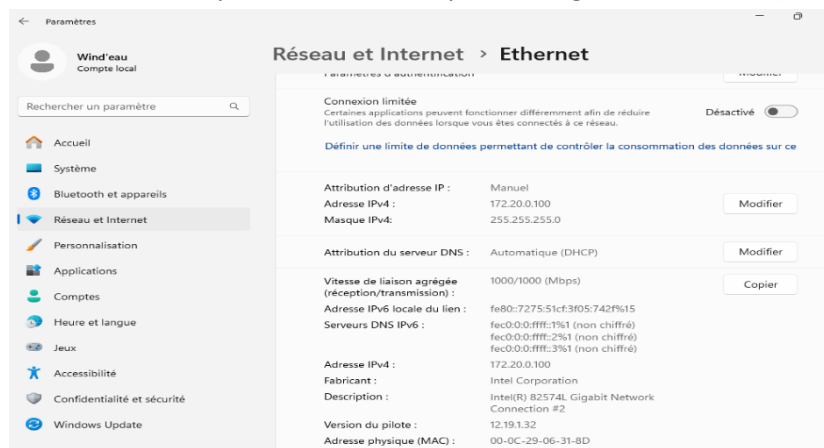 Paramètres
Wind'eau
Compte local
Rechercher un paramètre
Accueil
Système
Bluetooth et appareils
Réseau et Internet
Personnalisation
Applications
Comptes
Heure et langue
Jeux
Accessibilité
Confidentialité et sécurité
Windows Update
Réseau et Internet > Ethernet
Paramètres d'authentification Modifier
Connexion limitée
Certaines applications peuvent fonctionner différemment afin de réduire
l'utilisation des données lorsque vous êtes connectés à ce réseau.
Désactivé
Définir une limite de données permettant de contrôler la consommation des données sur ce
Attribution d'adresse IP : Manuel
Adresse IPv4 : 172.20.0.100
Masque IPv4: 255.255.255.0
Modifier
Attribution du serveur DNS : Automatique (DHCP) Modifier
Vitesse de liaison agrégée
(réception/transmission) :
1000/1000 (Mbps)
Copier
Adresse IPv6 locale du lien : fe80::7275:51cf:3f05:742f%15
Serveurs DNS IPv6 : fec0:0:0:ffff::1%1 (non chiffré)
fec0:0:0:ffff::2%1 (non chiffré)
fec0:0:0:ffff::3%1 (non chiffré)
Adresse IPv4 : 172.20.0.100
Fabricant : Intel Corporation
Description : Intel(R) 82574L Gigabit Network
Connection #2
Version du pilote : 12.19.1.32
Adresse physique (MAC) : 00-0C-29-06-31-8D